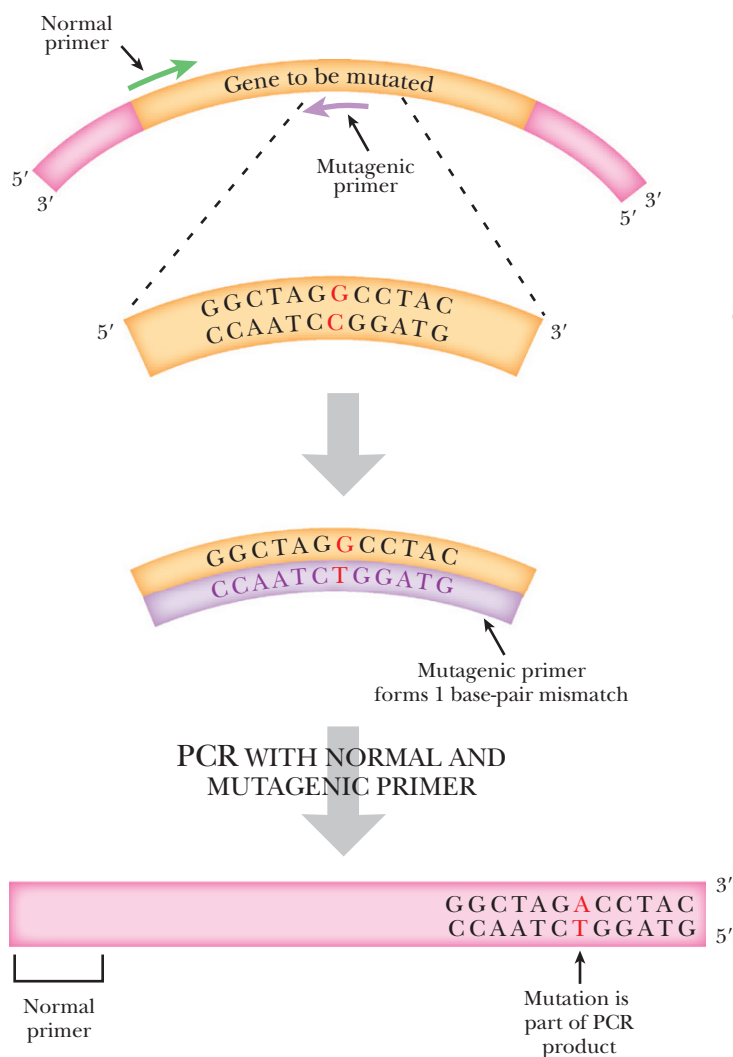 Normal
primer
Gene to be mutated
Mutagenic
primer
5′
3′
3′
5′
5′
GGCTAGGCCTAC
CCAATCCGGATG
3′
GGCTAGGCCTAC
CCAATCTGGATG
Mutagenic primer
forms 1 base-pair mismatch
PCR WITH NORMAL AND
MUTAGENIC PRIMER
3′
GGCTAGACCTAC
CCAATCTGGATG
5′
Normal
primer
Mutation is
part of PCR
product